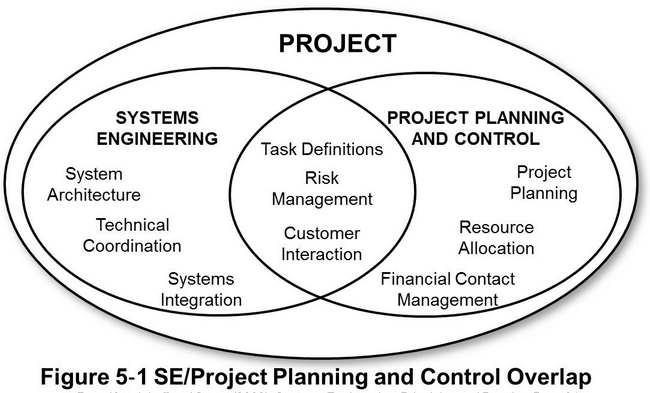 PROJECT
SYSTEMS
ENGINEERING
PROJECT PLANNING
AND CONTROL
Task Definitions
Risk
Management
Customer
Interaction
System
Architecture
Technical
Coordination
Systems
Integration
Project
Planning
Resource
Allocation
Financial Contact
Management
Figure 5-1 SE/Project Planning and Control Overlap